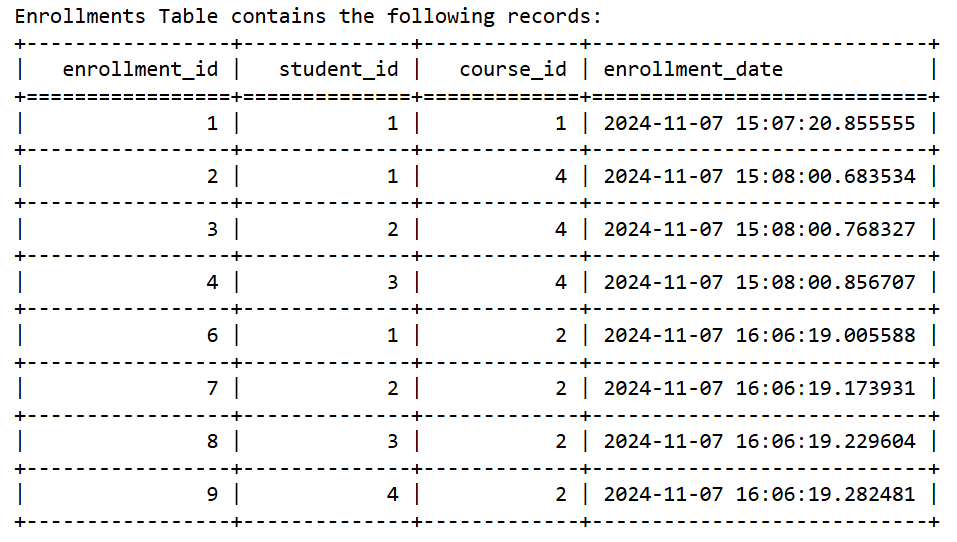 Enrollments Table contains the following records:
+-----------------+--------------+-------------+----------------------------+
|   enrollment_id |   student_id |   course_id | enrollment_date            |
+=================+==============+=============+============================+
|               1 |            1 |           1 | 2024-11-07 15:07:20.855555 |
+-----------------+--------------+-------------+----------------------------+
|               2 |            1 |           4 | 2024-11-07 15:08:00.683534 |
+-----------------+--------------+-------------+----------------------------+
|               3 |            2 |           4 | 2024-11-07 15:08:00.768327 |
+-----------------+--------------+-------------+----------------------------+
|               4 |            3 |           4 | 2024-11-07 15:08:00.856707 |
+-----------------+--------------+-------------+----------------------------+
|               6 |            1 |           2 | 2024-11-07 16:06:19.005588 |
+-----------------+--------------+-------------+----------------------------+
|               7 |            2 |           2 | 2024-11-07 16:06:19.173931 |
+-----------------+--------------+-------------+----------------------------+
|               8 |            3 |           2 | 2024-11-07 16:06:19.229604 |
+-----------------+--------------+-------------+----------------------------+
|               9 |            4 |           2 | 2024-11-07 16:06:19.282481 |
+-----------------+--------------+-------------+----------------------------+